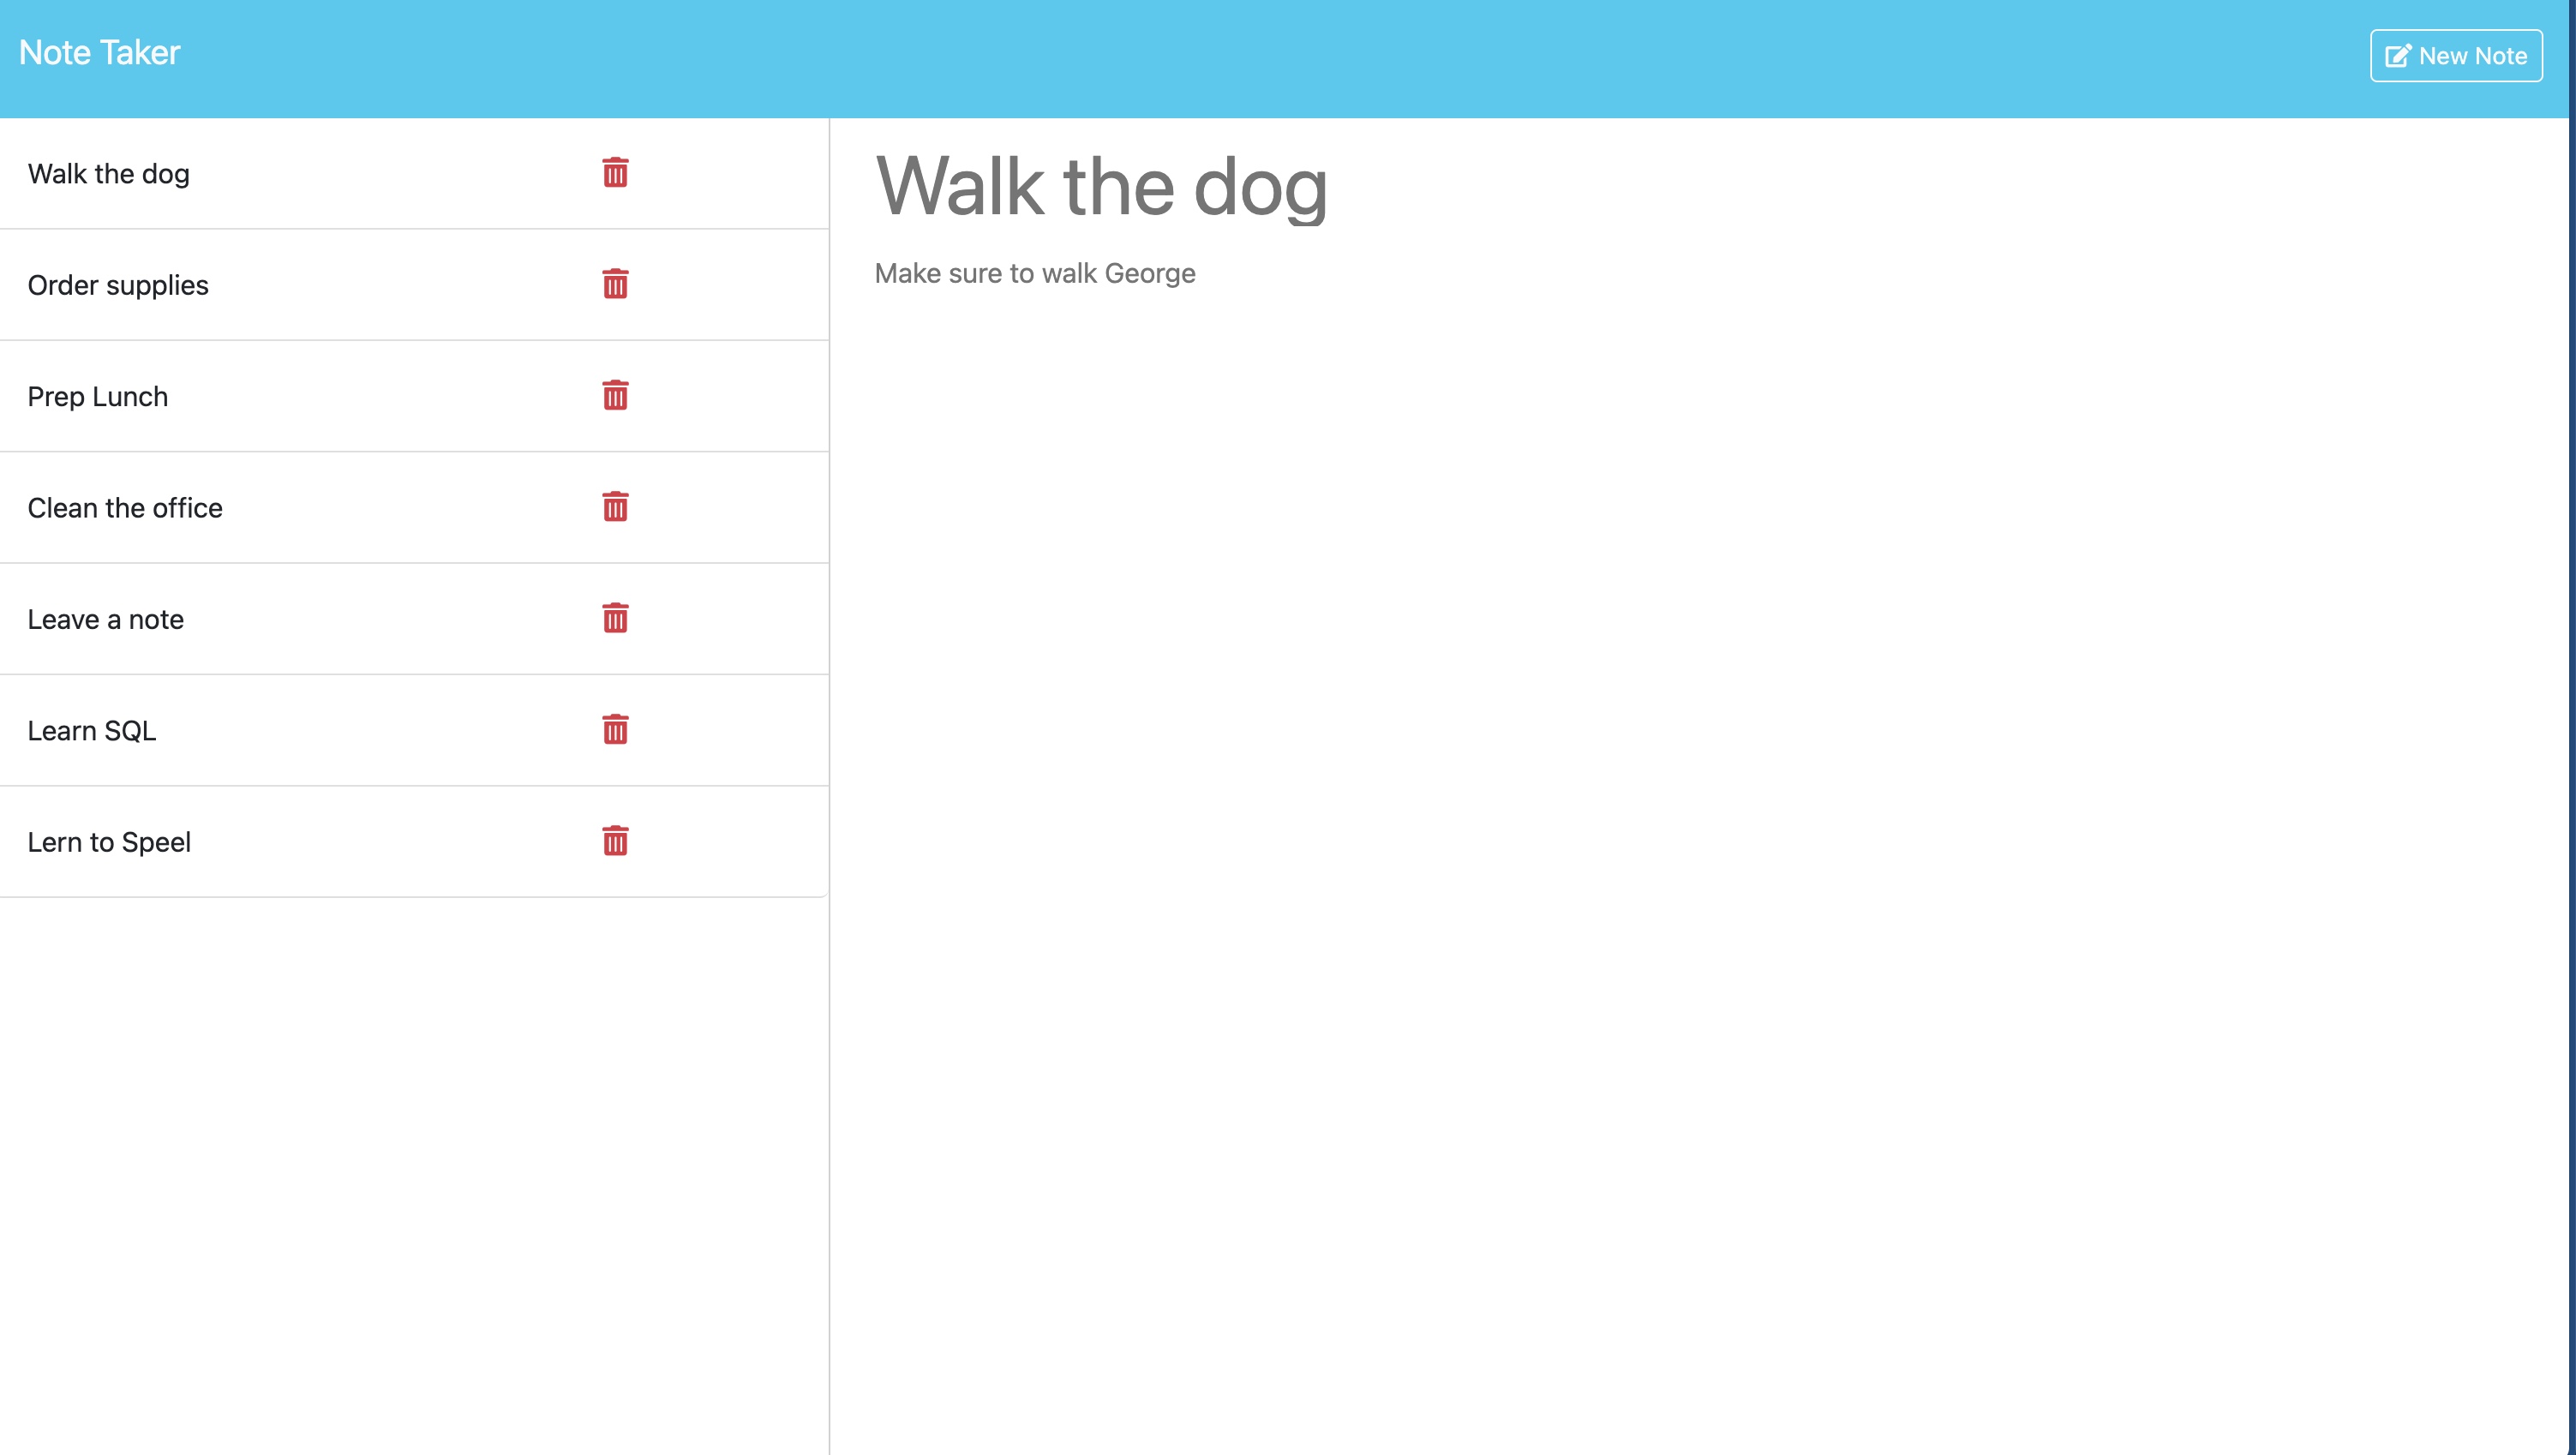 Note Taker
New Note
Walk the dog
Order supplies
Prep Lunch
Clean the office
Leave a note
Learn SQL
Lern to Speel
Walk the dog
Make sure to walk George